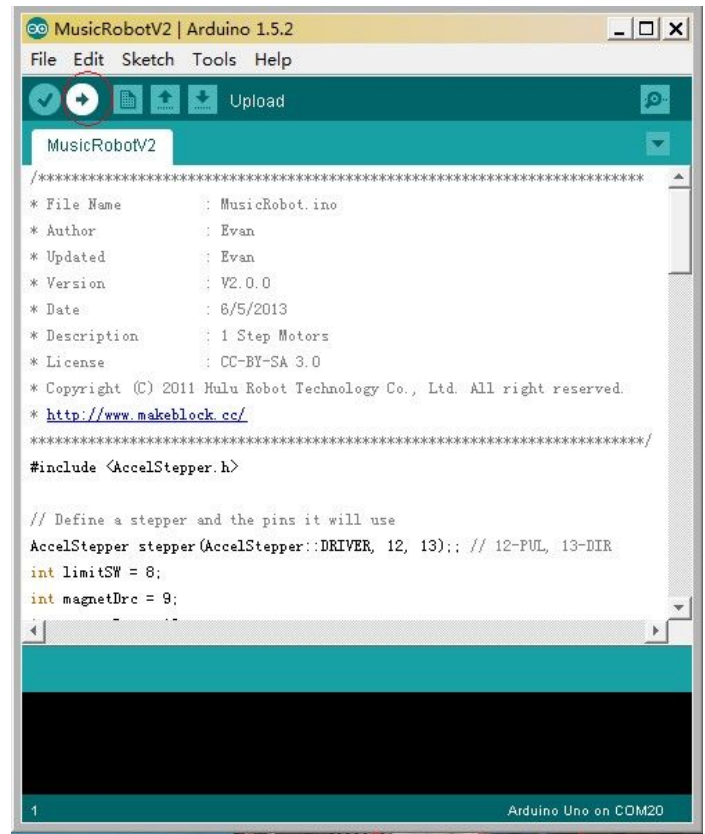 MusicRobotV2 | Arduino 1.5.2
File Edit Sketch Tools Help
Upload
MusicRobotV2
/**************************************************************************
* File Name : MusicRobot.ino
* Author : Evan
* Updated : Evan
* Version : V2.0.0
* Date : 6/5/2013
* Description : 1 Step Motors
* License : CC-BY-SA 3.0
* Copyright (C) 2011 Hulu Robot Technology Co., Ltd. All right reserved.
* http://www.makeblock.cc/
**************************************************************************/
#include <AccelStepper.h>
// Define a stepper and the pins it will use
AccelStepper stepper(AccelStepper::DRIVER, 12, 13);; // 12-PUL, 13-DIR
int limitSW = 8;
int magnetDrc = 9;
1 Arduino Uno on COM20